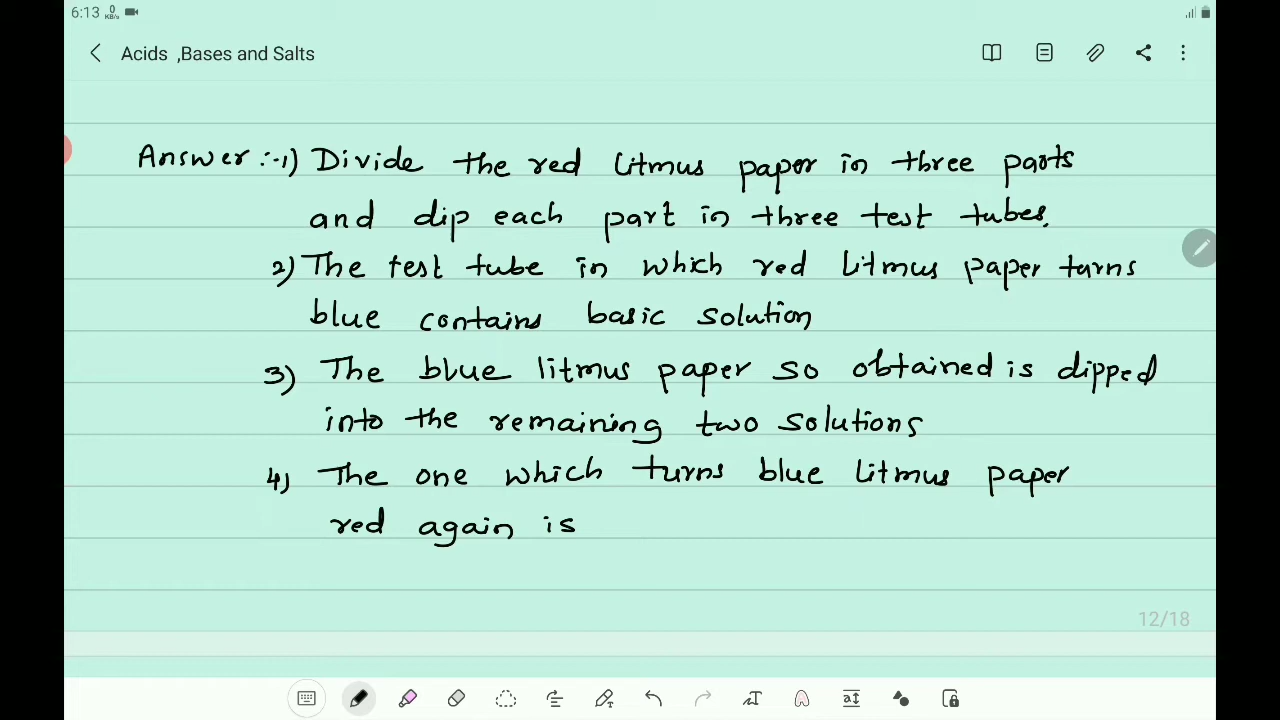 6:13 0 KB/s
Acids ,Bases and Salts
Answer :-1) Divide the red litmus paper in three parts
and dip each part in three test tubes.
2) The test tube in which red litmus paper turns
blue contains basic solution
3) The blue litmus paper so obtained is dipped
into the remaining two solutions
4) The one which turns blue litmus paper
red again is
12/18